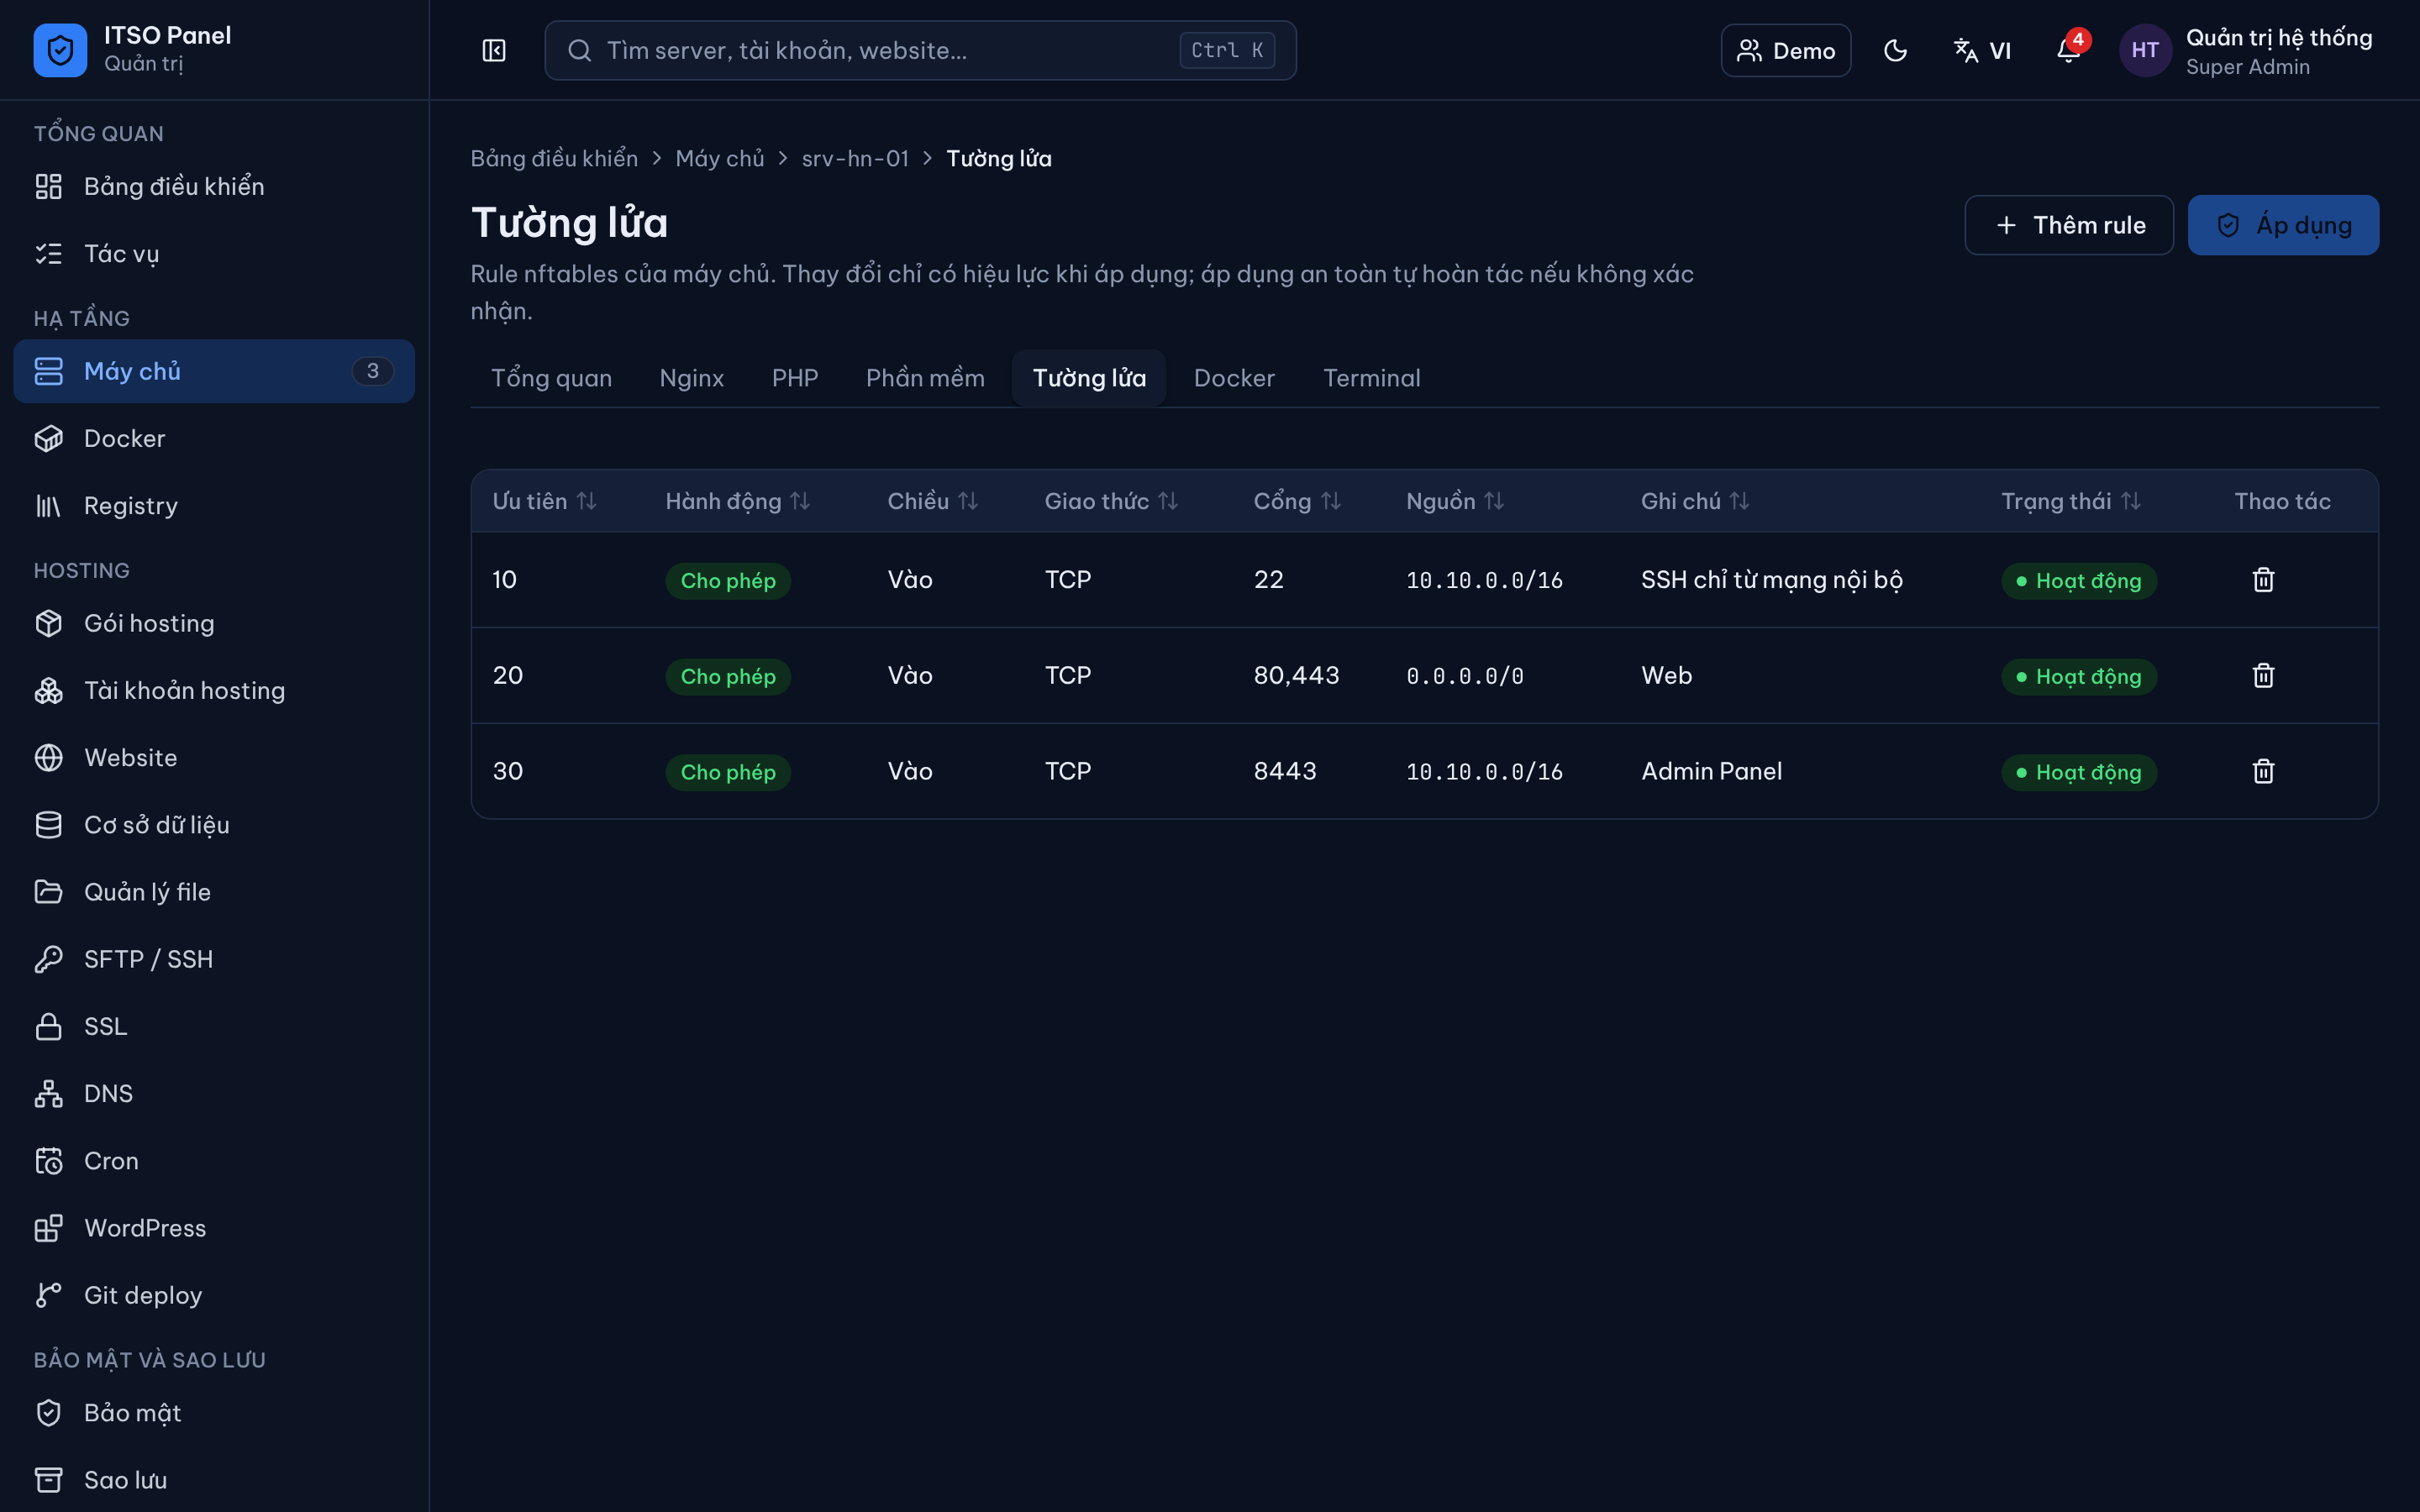 ITSO Panel
Quản trị
Tìm server, tài khoản, website...
Ctrl K
Demo
VI
4
HT
Quản trị hệ thống
Super Admin
TỔNG QUAN
Bảng điều khiển
Tác vụ
HẠ TẦNG
Máy chủ 3
Docker
Registry
HOSTING
Gói hosting
Tài khoản hosting
Website
Cơ sở dữ liệu
Quản lý file
SFTP / SSH
SSL
DNS
Cron
WordPress
Git deploy
BẢO MẬT VÀ SAO LƯU
Bảo mật
Sao lưu
Bảng điều khiển > Máy chủ > srv-hn-01 > Tường lửa
Tường lửa
Rule nftables của máy chủ. Thay đổi chỉ có hiệu lực khi áp dụng; áp dụng an toàn tự hoàn tác nếu không xác
nhận.
Thêm rule
Áp dụng
Tổng quan Nginx PHP Phần mềm Tường lửa Docker Terminal
Ưu tiên Hành động Chiều Giao thức Cổng Nguồn Ghi chú Trạng thái Thao tác
10 Cho phép Vào TCP 22 10.10.0.0/16 SSH chỉ từ mạng nội bộ Hoạt động
20 Cho phép Vào TCP 80,443 0.0.0.0/0 Web Hoạt động
30 Cho phép Vào TCP 8443 10.10.0.0/16 Admin Panel Hoạt động